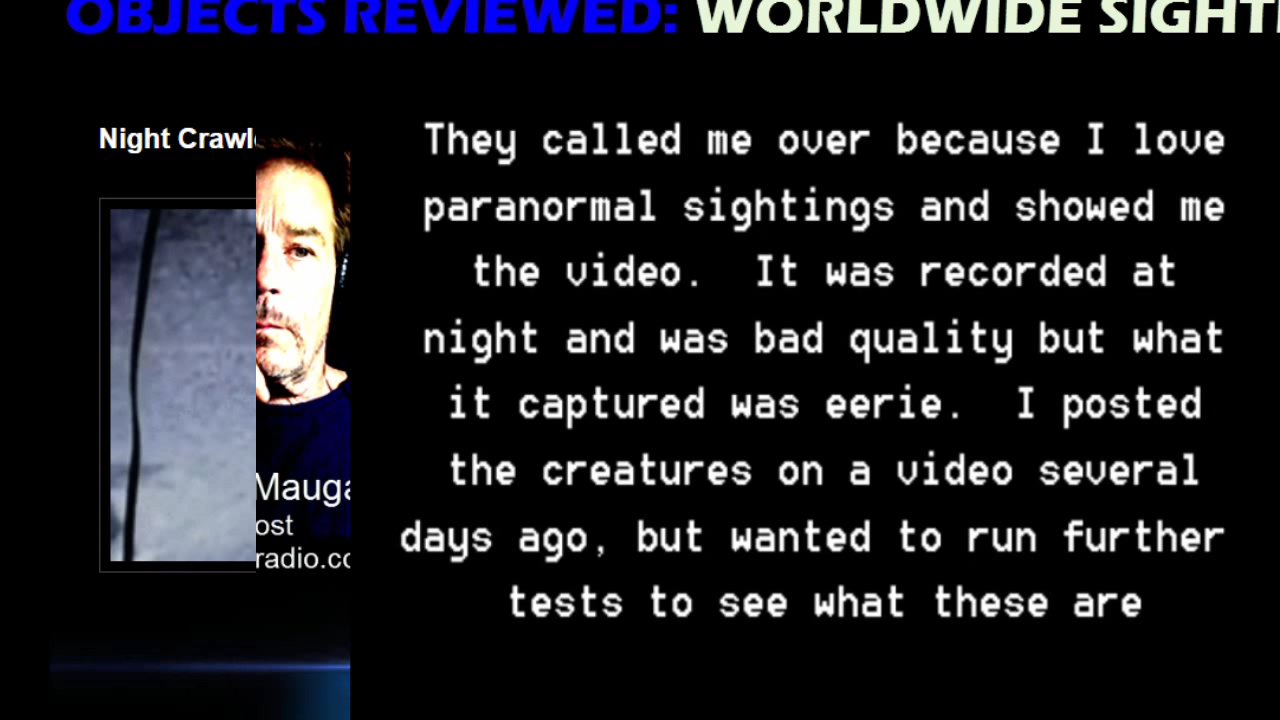 OBJECTS REVIEWED: WORLDWIDE
Night
They called me over because I love
paranormal sightings and showed me
the video. It was recorded at
night and was bad quality but what
it captured was eerie. I posted
the creatures on a video several
days ago, but wanted to run further
tests to see what these are